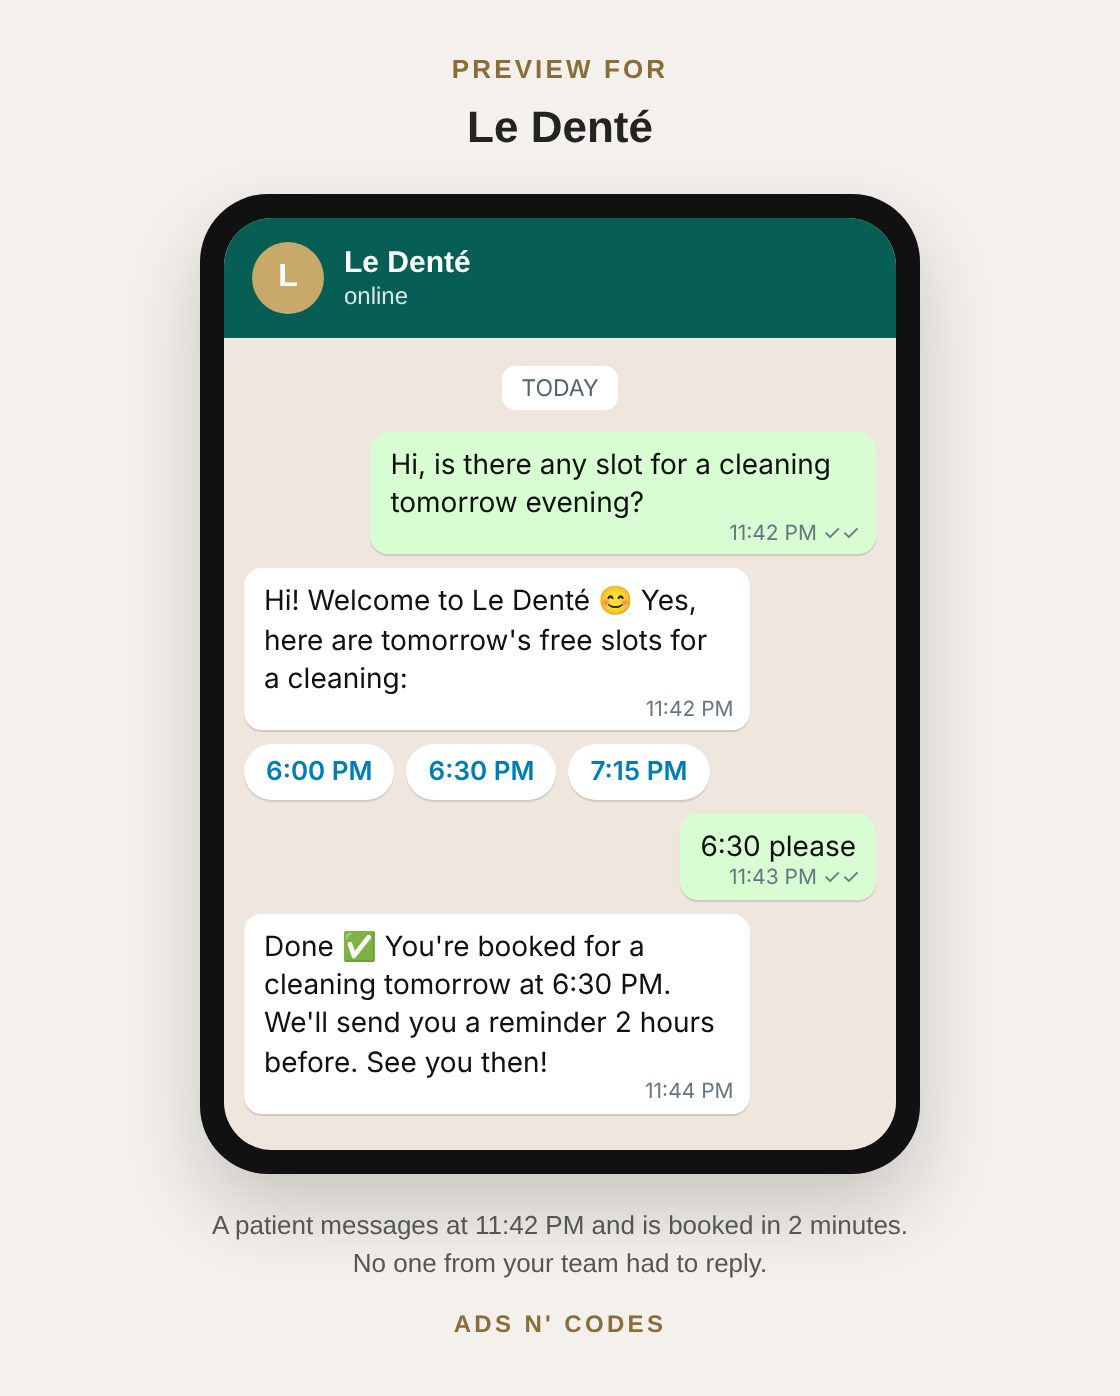 PREVIEW FOR
Le Denté
L
Le Denté
online
TODAY
Hi, is there any slot for a cleaning
tomorrow evening?
11:42 PM ✓✓
Hi! Welcome to Le Denté 😊 Yes,
here are tomorrow's free slots for
a cleaning:
11:42 PM
6:00 PM 6:30 PM 7:15 PM
6:30 please
11:43 PM ✓✓
Done ✅ You're booked for a
cleaning tomorrow at 6:30 PM.
We'll send you a reminder 2 hours
before. See you then!
11:44 PM
A patient messages at 11:42 PM and is booked in 2 minutes.
No one from your team had to reply.
ADS N' CODES